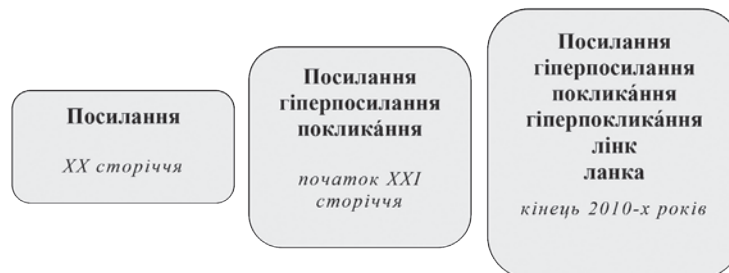 Посилання
XX сторіччя
Посилання
гіперпосилання
поклика́ння
початок XXI
сторіччя
Посилання
гіперпосилання
поклика́ння
гіперпоклика́ння
лінк
ланка
кінець 2010-х років